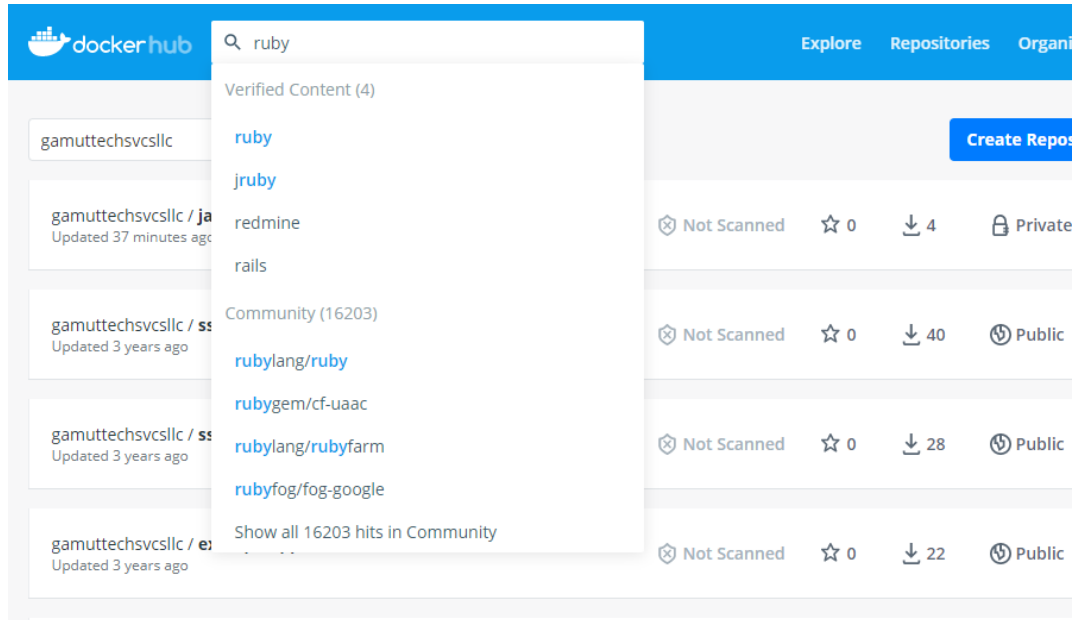 docker hub
ruby
Explore Repositories Organi
Verified Content (4)
ruby
jruby
redmine
rails
Community (16203)
rubylang/ruby
rubygem/cf-uaac
rubylang/rubyfarm
rubyfog/fog-google
Show all 16203 hits in Community
gamuttechsvcsllc
Create Repos
gamuttechsvcsllc / ja
Updated 37 minutes ago
Not Scanned 0 4 Private
gamuttechsvcsllc / ss
Updated 3 years ago
Not Scanned 0 40 Public
gamuttechsvcsllc / ss
Updated 3 years ago
Not Scanned 0 28 Public
gamuttechsvcsllc / ex
Updated 3 years ago
Not Scanned 0 22 Public